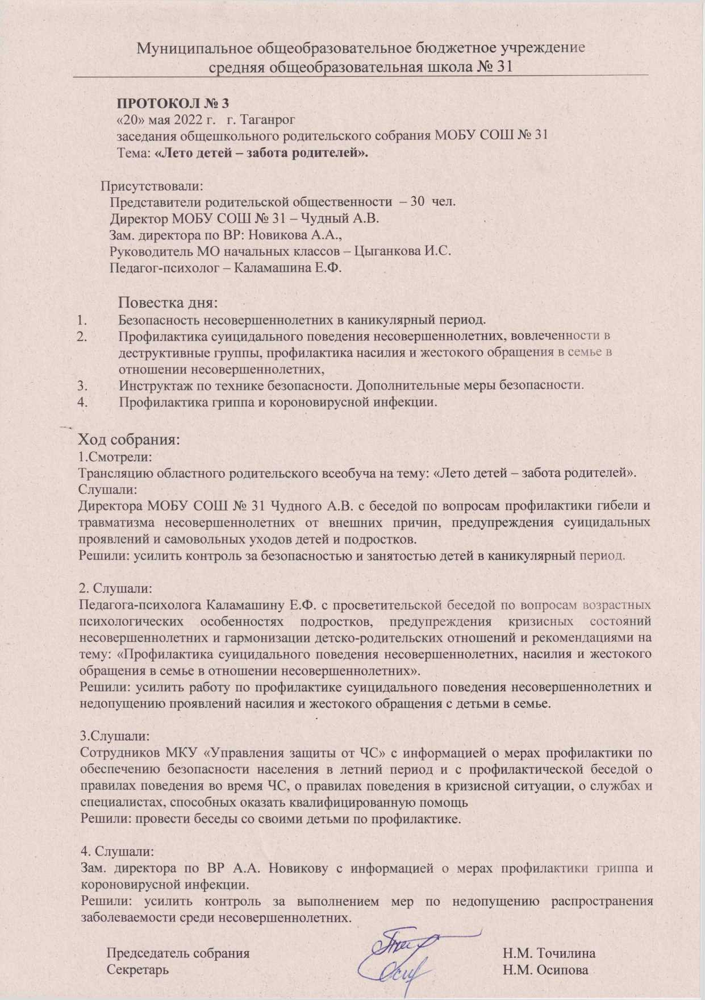 Муниципальное общеобразовательное бюджетное учреждение
средняя общеобразовательная школа № 31
ПРОТОКОЛ № 3
«20» мая 2022 г. г. Таганрог
заседания общешкольного родительского собрания МОБУ СОШ № 31
Тема: «Лето детей – забота родителей».
Присутствовали:
Представители родительской общественности – 30 чел.
Директор МОБУ СОШ № 31 – Чудный А.В.
Зам. директора по ВР: Новикова А.А.,
Руководитель МО начальных классов – Цыганкова И.С.
Педагог-психолог – Каламашина Е.Ф.
Повестка дня:
1. Безопасность несовершеннолетних в каникулярный период.
2. Профилактика суицидального поведения несовершеннолетних, вовлеченности в
деструктивные группы, профилактика насилия и жестокого обращения в семье в
отношении несовершеннолетних,
3. Инструктаж по технике безопасности. Дополнительные меры безопасности.
4. Профилактика гриппа и короновирусной инфекции.
Ход собрания:
1.Смотрели:
Трансляцию областного родительского всеобуча на тему: «Лето детей – забота родителей».
Слушали:
Директора МОБУ СОШ № 31 Чудного А.В. с беседой по вопросам профилактики гибели и
травматизма несовершеннолетних от внешних причин, предупреждения суицидальных
проявлений и самовольных уходов детей и подростков.
Решили: усилить контроль за безопасностью и занятостью детей в каникулярный период.
2. Слушали:
Педагога-психолога Каламашину Е.Ф. с просветительской беседой по вопросам возрастных
психологических особенностях подростков, предупреждения кризисных состояний
несовершеннолетних и гармонизации детско-родительских отношений и рекомендациями на
тему: «Профилактика суицидального поведения несовершеннолетних, насилия и жестокого
обращения в семье в отношении несовершеннолетних».
Решили: усилить работу по профилактике суицидального поведения несовершеннолетних и
недопущению проявлений насилия и жестокого обращения с детьми в семье.
3.Слушали:
Сотрудников МКУ «Управления защиты от ЧС» с информацией о мерах профилактики по
обеспечению безопасности населения в летний период и с профилактической беседой о
правилах поведения во время ЧС, о правилах поведения в кризисной ситуации, о службах и
специалистах, способных оказать квалифицированную помощь
Решили: провести беседы со своими детьми по профилактике.
4. Слушали:
Зам. директора по ВР А.А. Новикову с информацией о мерах профилактики гриппа и
короновирусной инфекции.
Решили: усилить контроль за выполнением мер по недопущению распространения
заболеваемости среди несовершеннолетних.
Председатель собрания Н.М. Точилина
Секретарь Н.М. Осипова